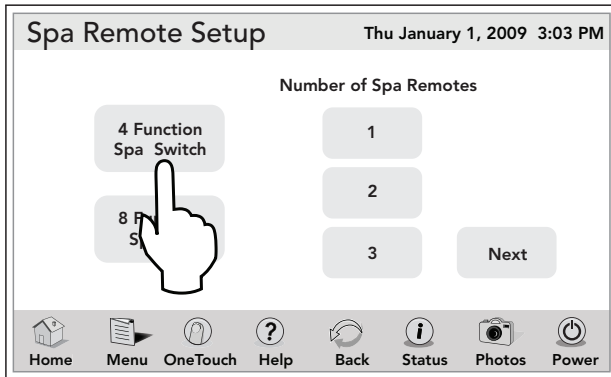 Spa Remote Setup
Thu January 1, 2009 3:03 PM
Number of Spa Remotes
4 Function
Spa Switch
8
1
2
3
Next
Home Menu OneTouch Help Back Status Photos Power